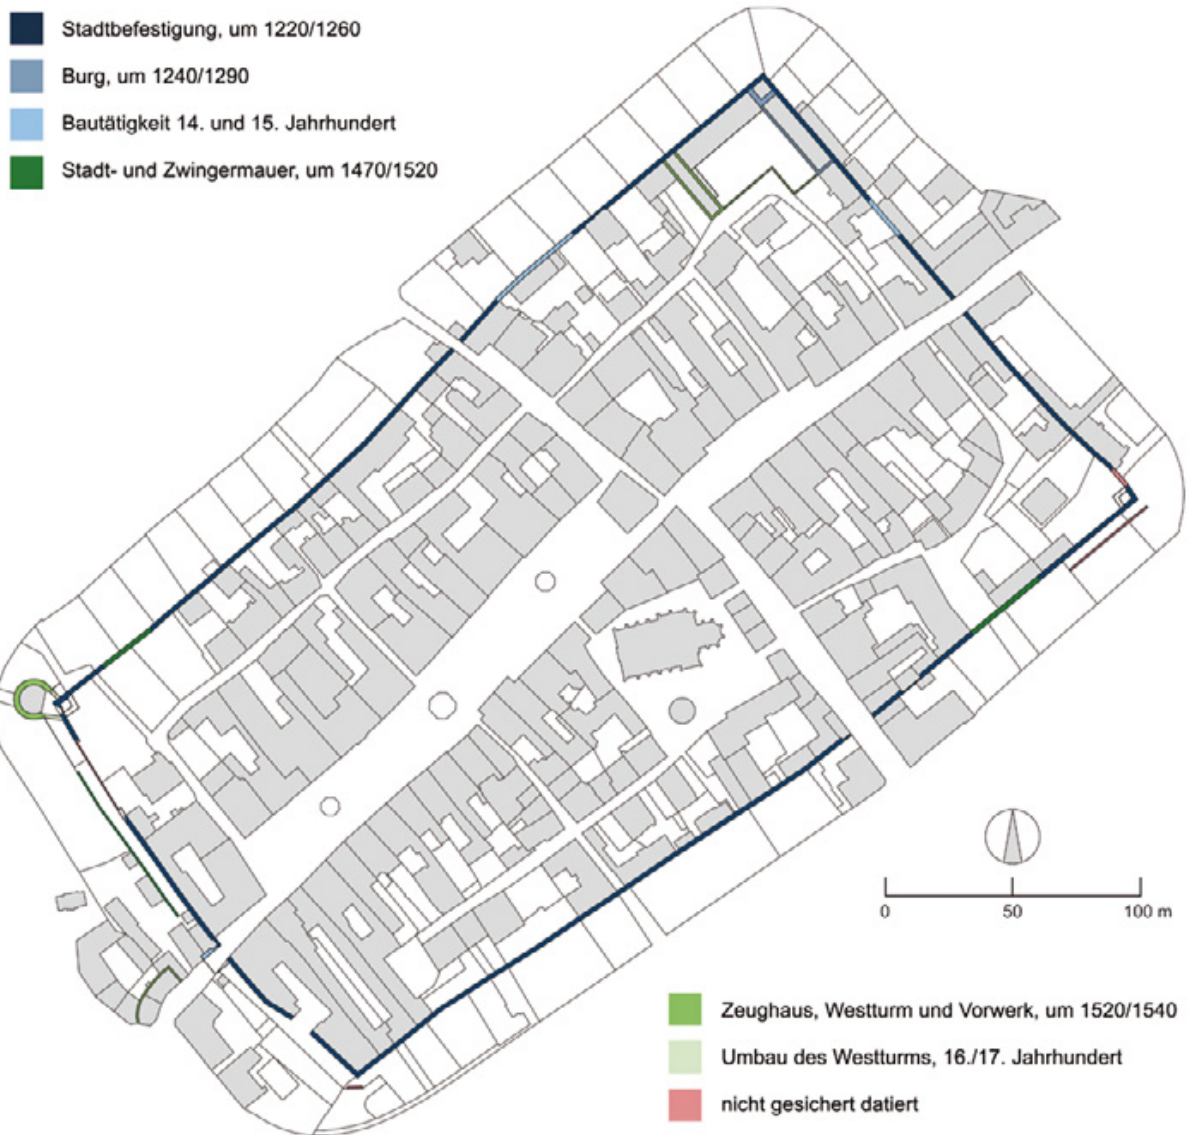 Stadtbefestigung, um 1220/1260
Burg, um 1240/1290
Bautätigkeit 14. und 15. Jahrhundert
Stadt- und Zwingermauer, um 1470/1520
0 50 100 m
Zeughaus, Westturm und Vorwerk, um 1520/1540
Umbau des Westturms, 16./17. Jahrhundert
nicht gesichert datiert